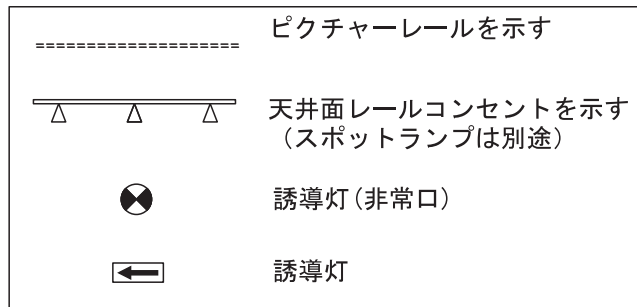 ピクチャーレールを示す
天井面レールコンセントを示す
（スポットランプは別途）
誘導灯（非常口）
誘導灯